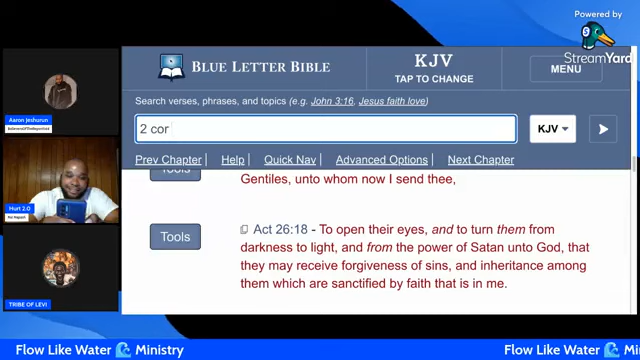 Powered by
StreamYard
BLUE LETTER BIBLE
KJV
TAP TO CHANGE
MENU
Search verses, phrases, and topics (e.g. John 3:16, Jesus faith love)
2 cor
KJV
Prev Chapter | Help | Quick Nav | Advanced Options | Next Chapter
Tools
Gentiles, unto whom now I send thee,
Tools
Act 26:18 - To open their eyes, and to turn them from
darkness to light, and from the power of Satan unto God, that
they may receive forgiveness of sins, and inheritance among
them which are sanctified by faith that is in me.
Aaron Jeshurun
Hurt 2.0
TRIBE OF LEVI
Flow Like Water 🌊 Ministry
Flow Like Water 🌊 Mi